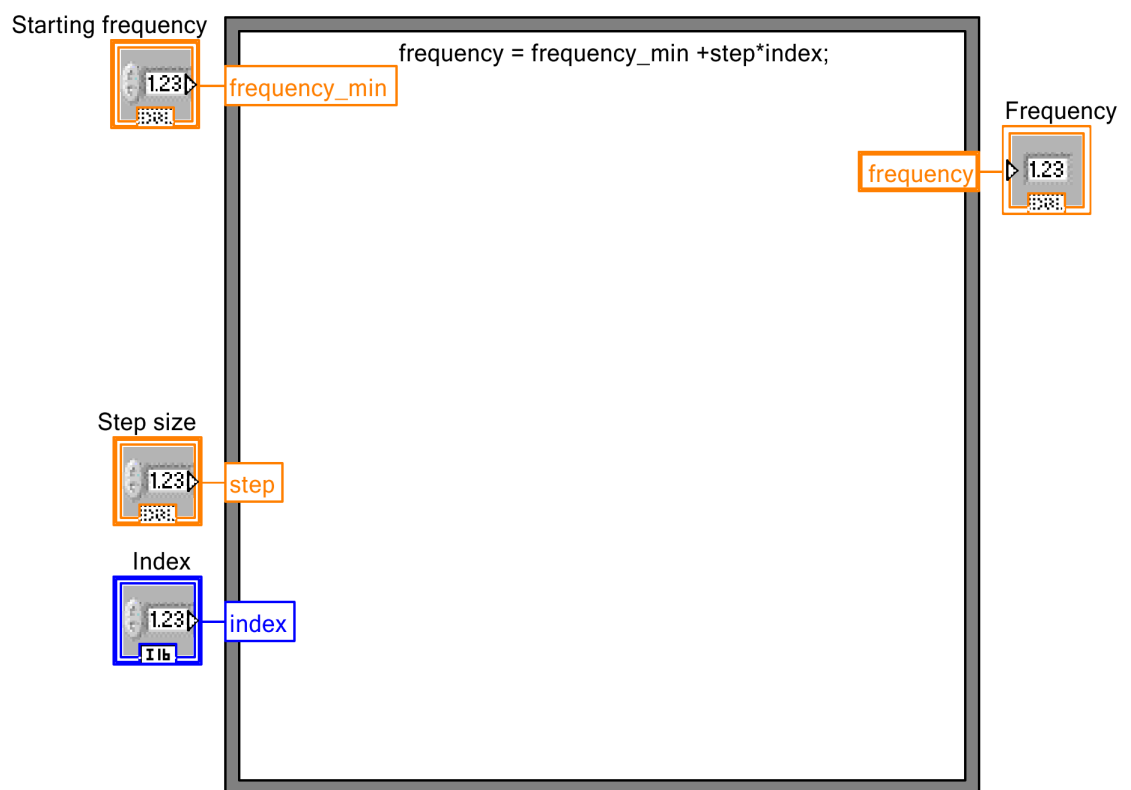 Starting frequency
frequency = frequency_min +step*index;
1.23
frequency_min
DBL
Frequency
frequency
1.23
DBL
Step size
1.23
step
DBL
Index
1.23
index
I16